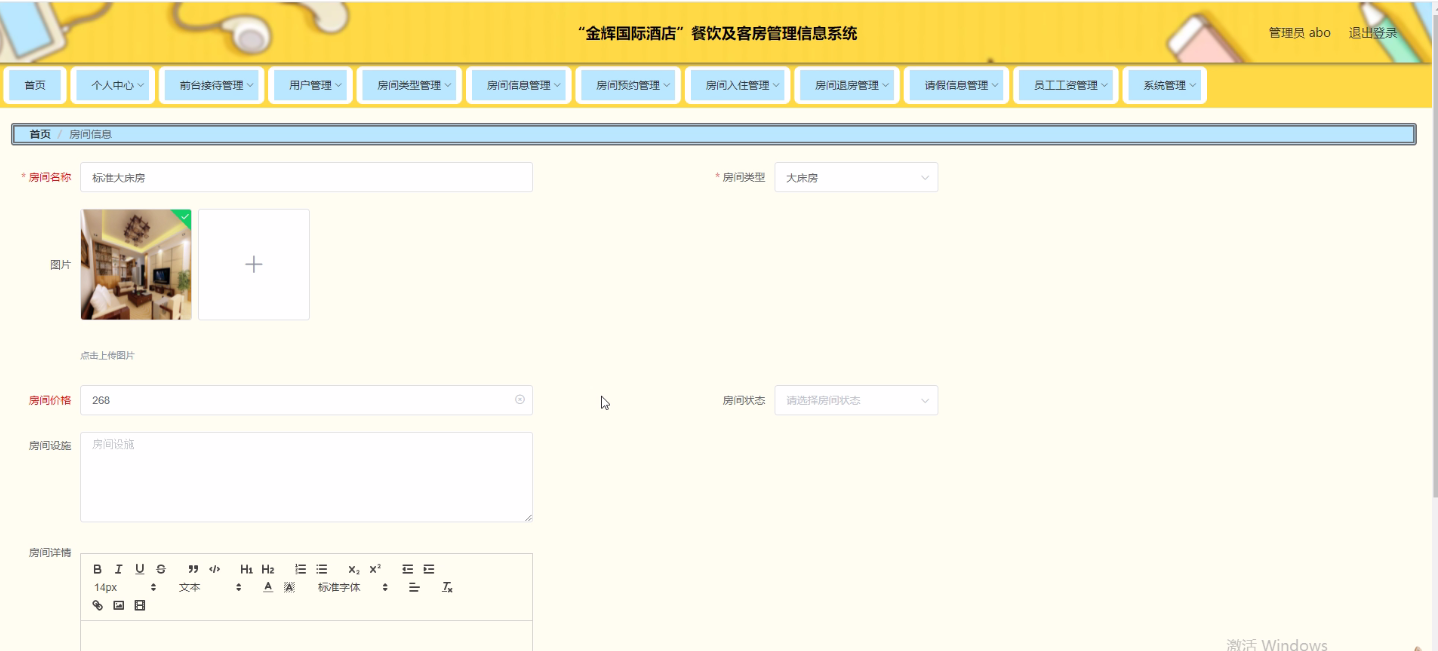 “金辉国际酒店”餐饮及客房管理信息系统
管理员 abo 退出登录
首页 个人中心 前台接待管理 用户管理 房间类型管理 房间信息管理 房间预约管理 房间入住管理 房间退房管理 请假信息管理 员工工资管理 系统管理
首页 / 房间信息
* 房间名称 标准大床房 * 房间类型 大床房
图片
点击上传图片
房间价格 268 房间状态 请选择房间状态
房间设施 房间设施
房间详情
B I U S ” </> H1 H2 X₂ X²
14px 文本 A A 标准字体 Tx
激活 Windows